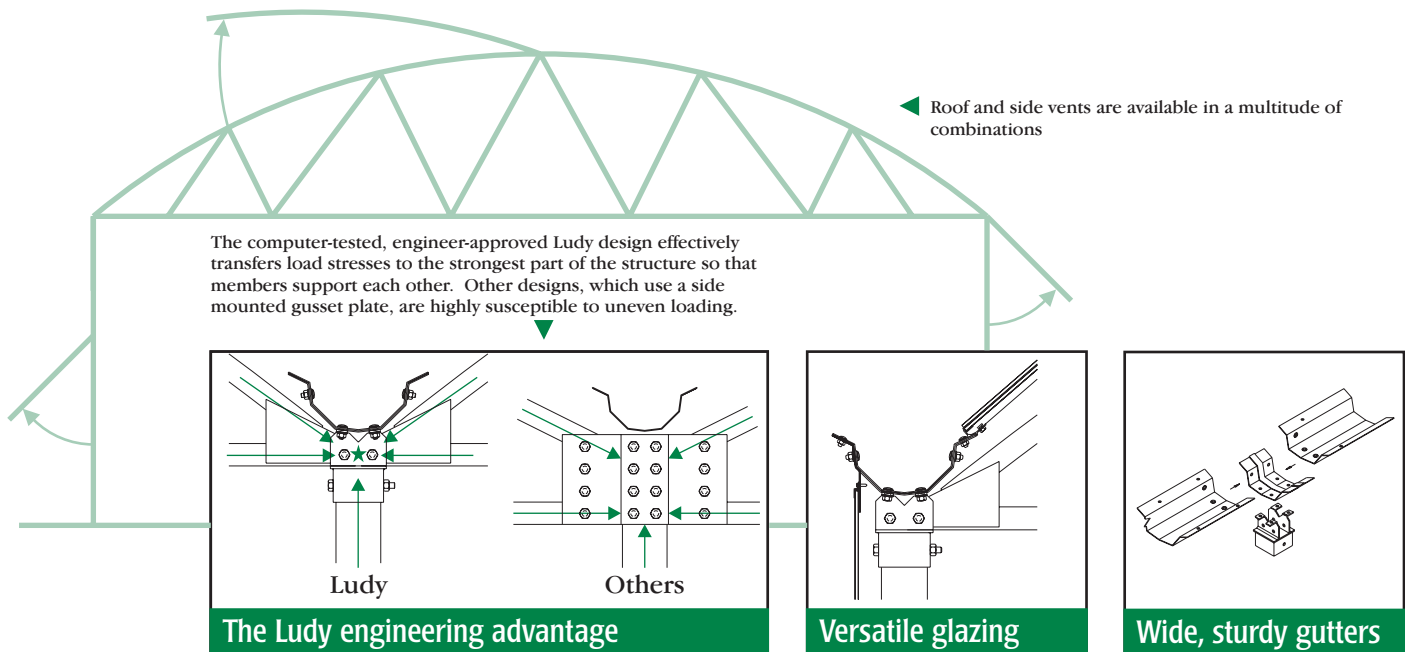 Roof and side vents are available in a multitude of
combinations
The computer-tested, engineer-approved Ludy design effectively
transfers load stresses to the strongest part of the structure so that
members support each other.  Other designs, which use a side
mounted gusset plate, are highly susceptible to uneven loading.
Ludy
Others
The Ludy engineering advantage
Versatile glazing
Wide, sturdy gutters